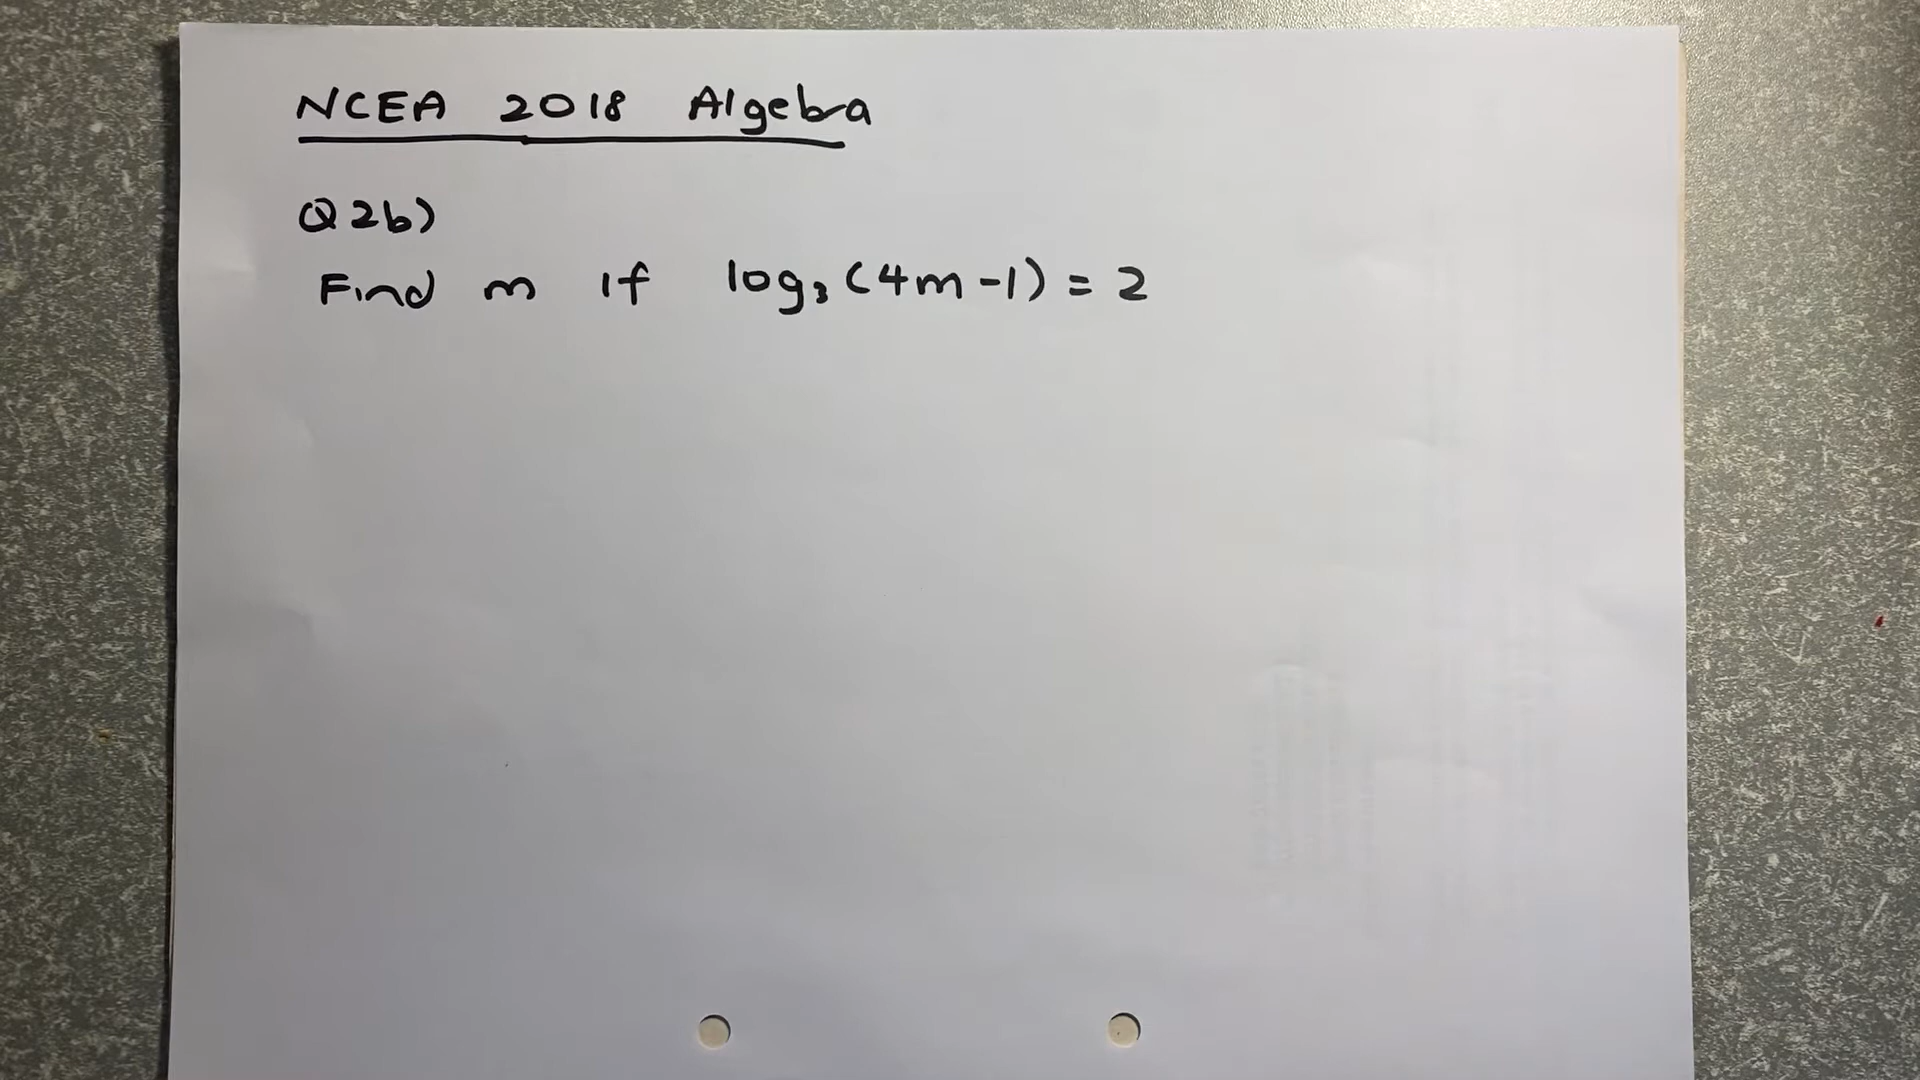 NCEA 2018 Algebra
Q2b)
Find m if log₃(4m-1) = 2